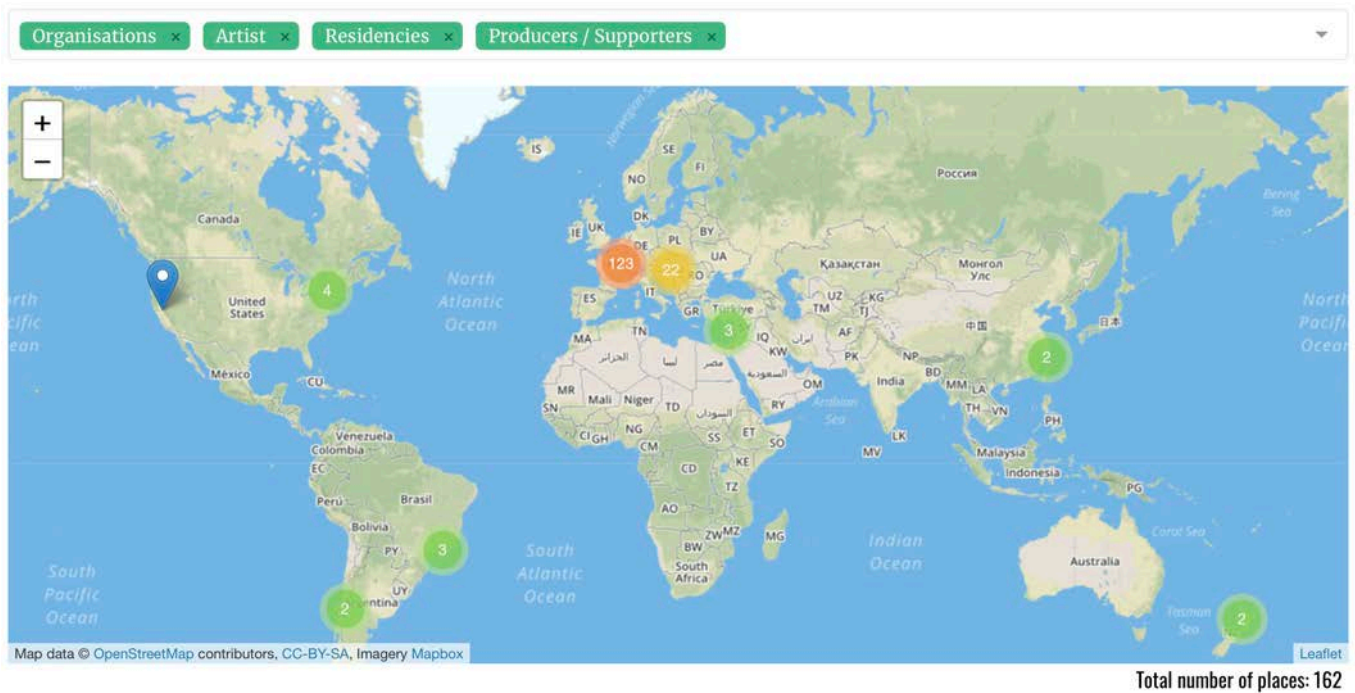 Organisations × Artist × Residencies × Producers / Supporters ×
+
−
IS
SE
FI
NO
Россия
Bering
Sea
Norwegian Sea
Canada
DK
IE UK
DE PL BY
UA
123 22
RO
Қазақстан
Монгол
Улс
North
Atlantic
Ocean
4
United
States
IT
ES
GR Türkiye
UZ KG
TM TJ
3
中国
日本
North
Pacific
Ocean
MA
TN
IQ
ایران
AF
KW
PK
NP
2
الجزائر
ليبيا
مصر
السعودية
BD
México
CU
OM
India
MM LA
MR
Mali
Niger
TD
السودان
RY
Arabian
Sea
TH VN
PH
SN
CI GH
NG
CM
SS
ET
SO
LK
MV
Venezuela
Colombia
EC
CD
KE
TZ
Malaysia
Indonesia
PG
Perú
Brasil
AO
Bolivia
ZW MZ
MG
PY
3
BW
South
Atlantic
Ocean
Indian
Ocean
Coral Sea
Australia
South
Africa
South
Pacific
Ocean
UY
2
entina
Tasman
Sea
2
Map data © OpenStreetMap contributors, CC-BY-SA, Imagery Mapbox
Leaflet
Total number of places: 162